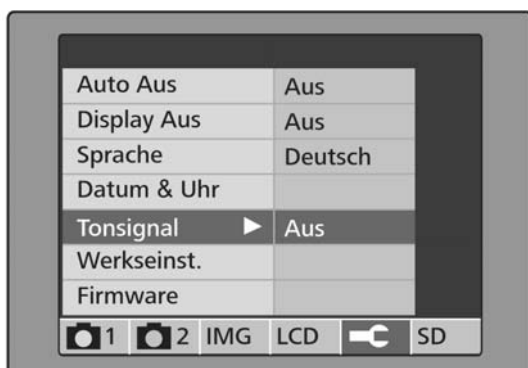 Auto Aus Aus
Display Aus Aus
Sprache Deutsch
Datum & Uhr
Tonsignal Aus
Werkseinst.
Firmware
1 2 IMG LCD SD